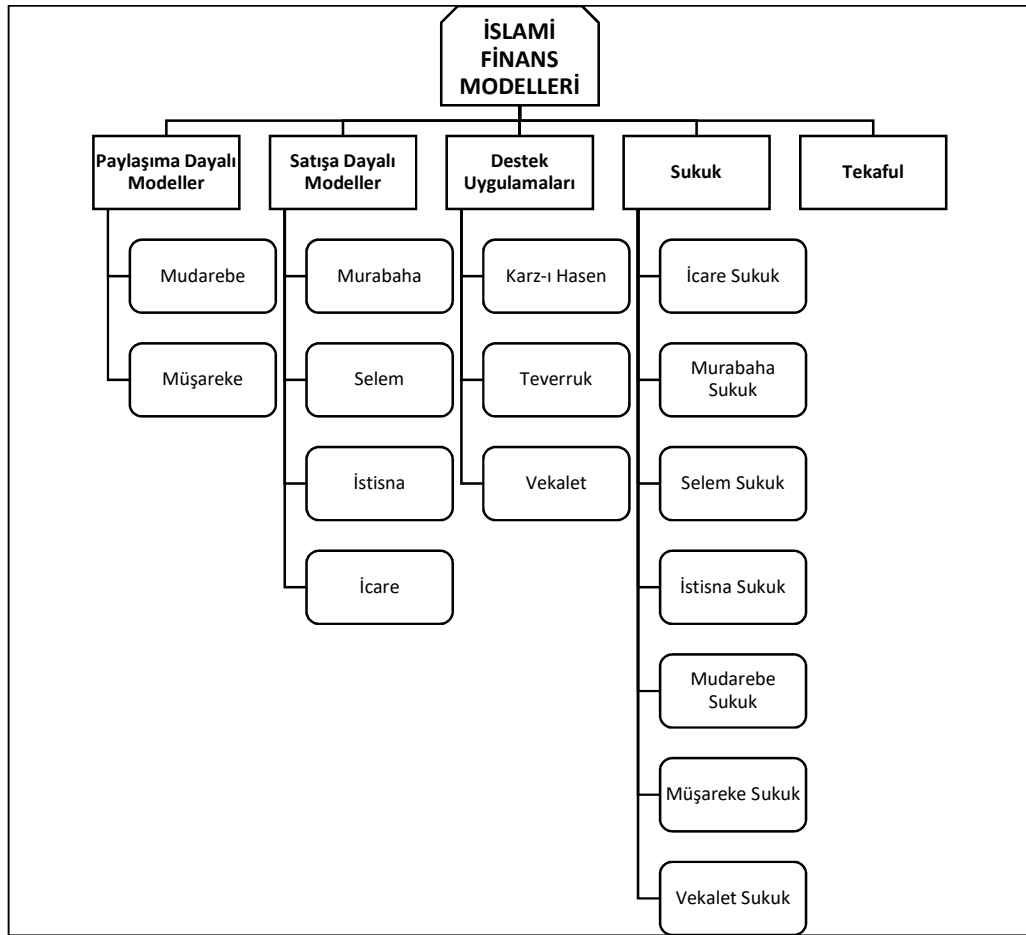 İSLAMİ
FİNANS
MODELLERİ
Paylaşıma Dayalı
Modeller
Mudarebe
Müşareke
Satışa Dayalı
Modeller
Murabaha
Selem
İstisna
İcare
Destek
Uygulamaları
Karz-ı Hasen
Teverruk
Vekalet
Sukuk
İcare Sukuk
Murabaha
Sukuk
Selem Sukuk
İstisna Sukuk
Mudarebe
Sukuk
Müşareke Sukuk
Vekalet Sukuk
Tekaful